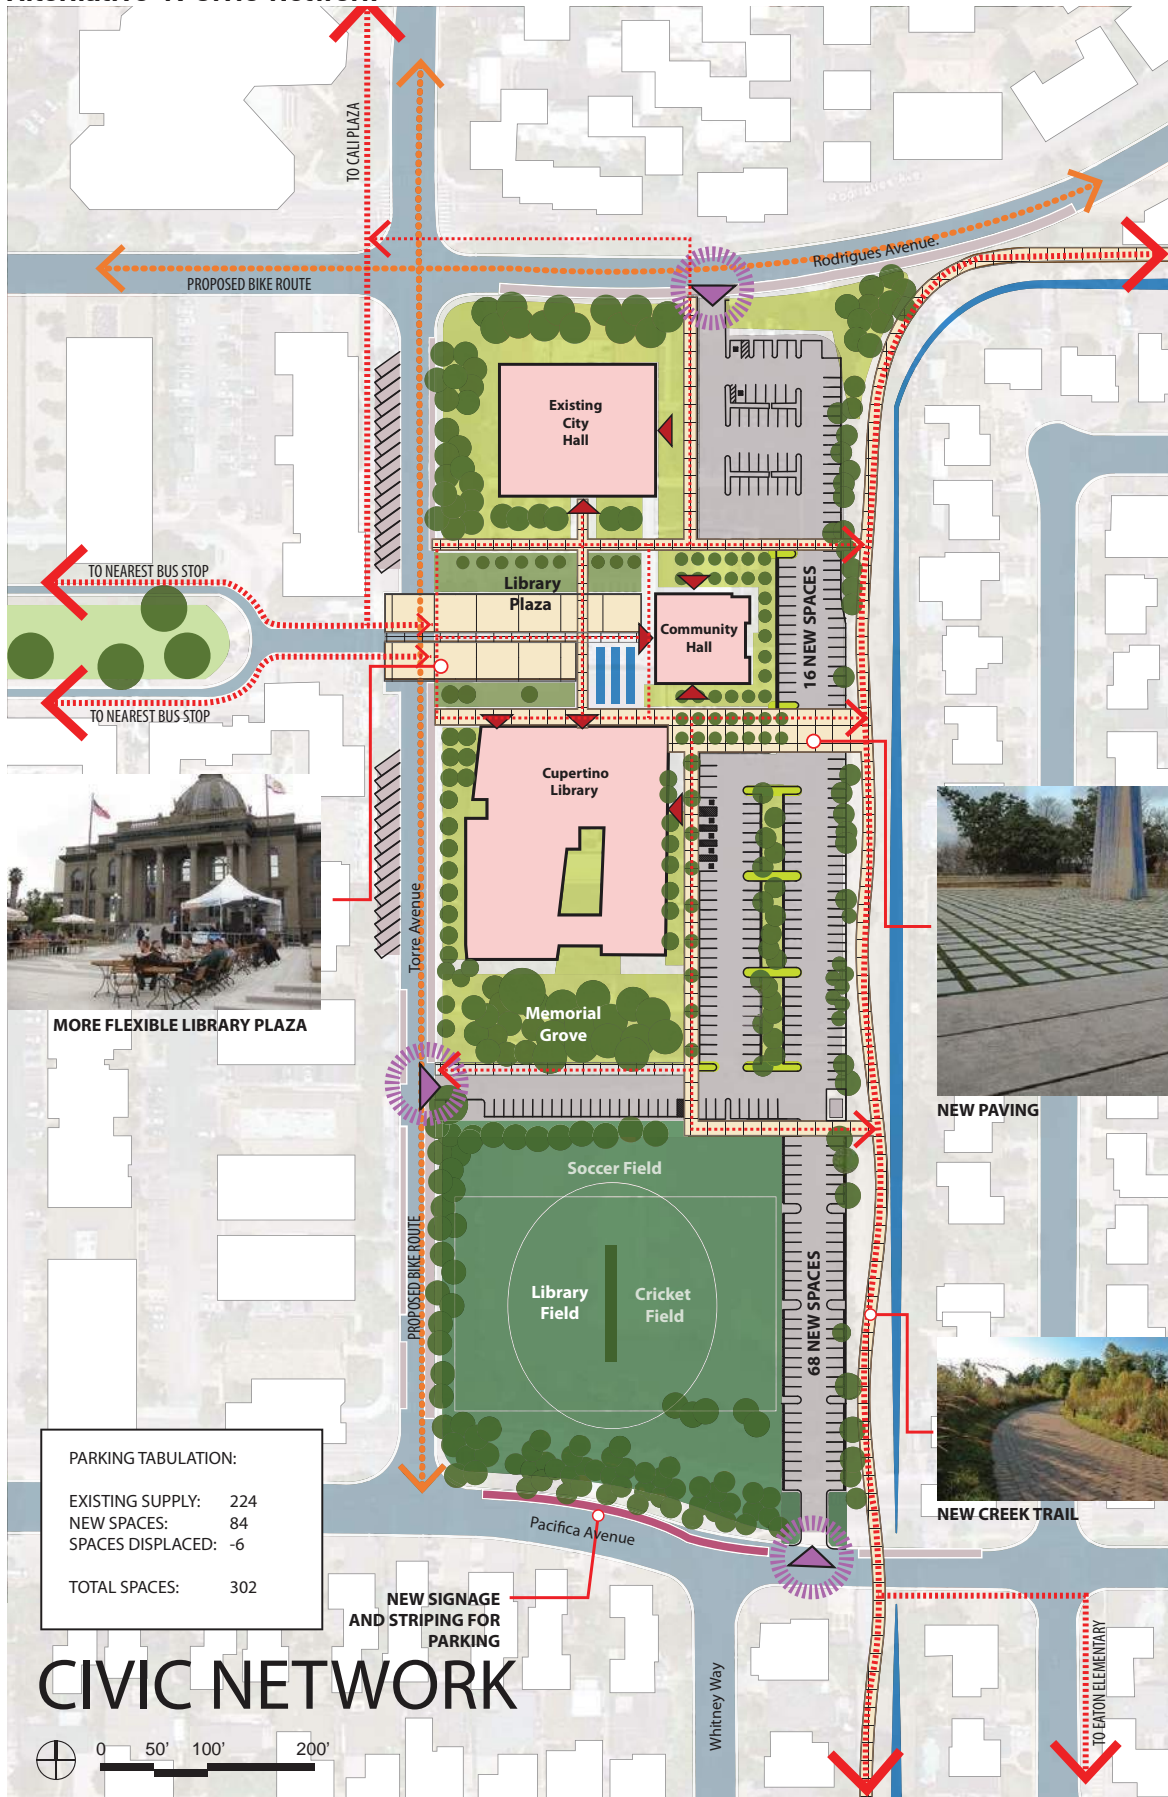 TO CALI PLAZA
Rodrigues Avenue.
PROPOSED BIKE ROUTE
Existing
City
Hall
TO NEAREST BUS STOP
Library
Plaza
16 NEW SPACES
Community
Hall
TO NEAREST BUS STOP
Cupertino
Library
Torre Avenue
MORE FLEXIBLE LIBRARY PLAZA
Memorial
Grove
NEW PAVING
Soccer Field
PROPOSED BIKE ROUTE
Library
Field
Cricket
Field
68 NEW SPACES
PARKING TABULATION:
EXISTING SUPPLY: 224
NEW SPACES: 84
SPACES DISPLACED: -6
TOTAL SPACES: 302
NEW CREEK TRAIL
Pacifica Avenue
NEW SIGNAGE
AND STRIPING FOR
PARKING
CIVIC NETWORK
Whitney Way
TO EATON ELEMENTARY
0 50' 100' 200'